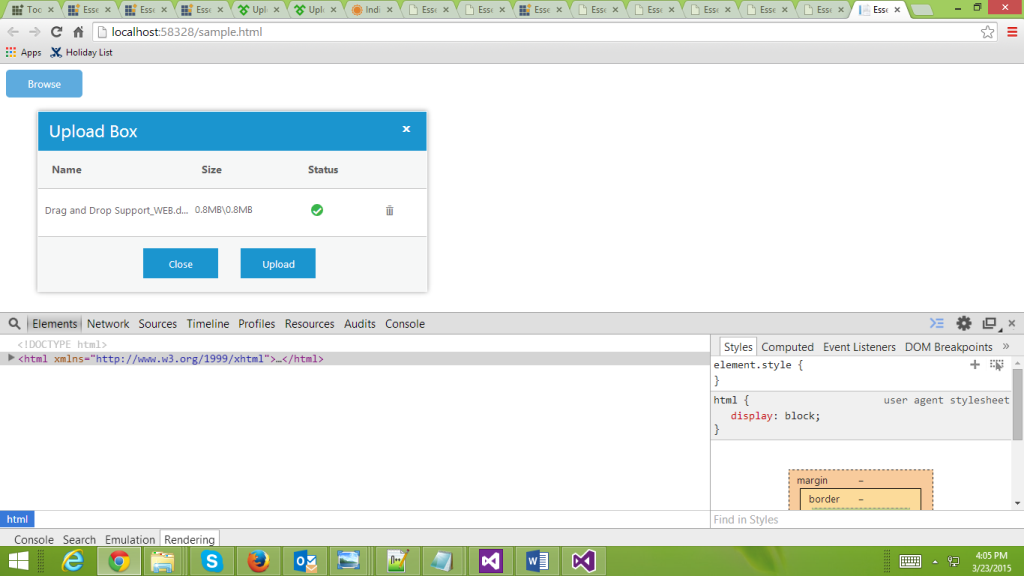 Toc Esse Esse Esse Upl Upl Indi Esse Esse Esse Esse Esse Esse Esse Esse Esse
localhost:58328/sample.html
Apps Holiday List
Browse
Upload Box
Name Size Status
Drag and Drop Support_WEB.d... 0.8MB\0.8MB
Close Upload
Elements Network Sources Timeline Profiles Resources Audits Console
<!DOCTYPE html>
<html xmlns="http://www.w3.org/1999/xhtml">…</html>
Styles Computed Event Listeners DOM Breakpoints »
element.style {
}
html { user agent stylesheet
display: block;
}
margin –
border –
Find in Styles
html
Console Search Emulation Rendering
4:05 PM
3/23/2015